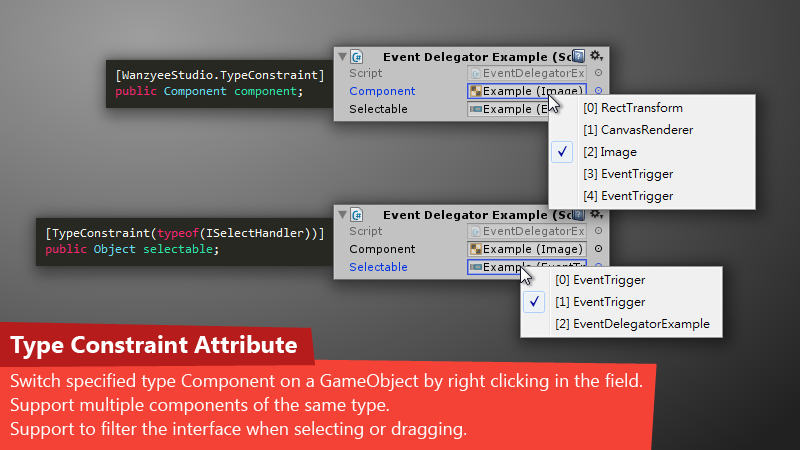 [WanzyeeStudio.TypeConstraint]
public Component component;
Event Delegator Example (Sc
Script
EventDelegatorEx
Component
Example (Image)
Selectable
Example (E
[0] RectTransform
[1] CanvasRenderer
[2] Image
[3] EventTrigger
[4] EventTrigger
[TypeConstraint(typeof(ISelectHandler))]
public Object selectable;
Event Delegator Example (Sc
Script
EventDelegatorEx
Component
Example (Image)
Selectable
Example (EventTr
[0] EventTrigger
[1] EventTrigger
[2] EventDelegatorExample
Type Constraint Attribute
Switch specified type Component on a GameObject by right clicking in the field.
Support multiple components of the same type.
Support to filter the interface when selecting or dragging.